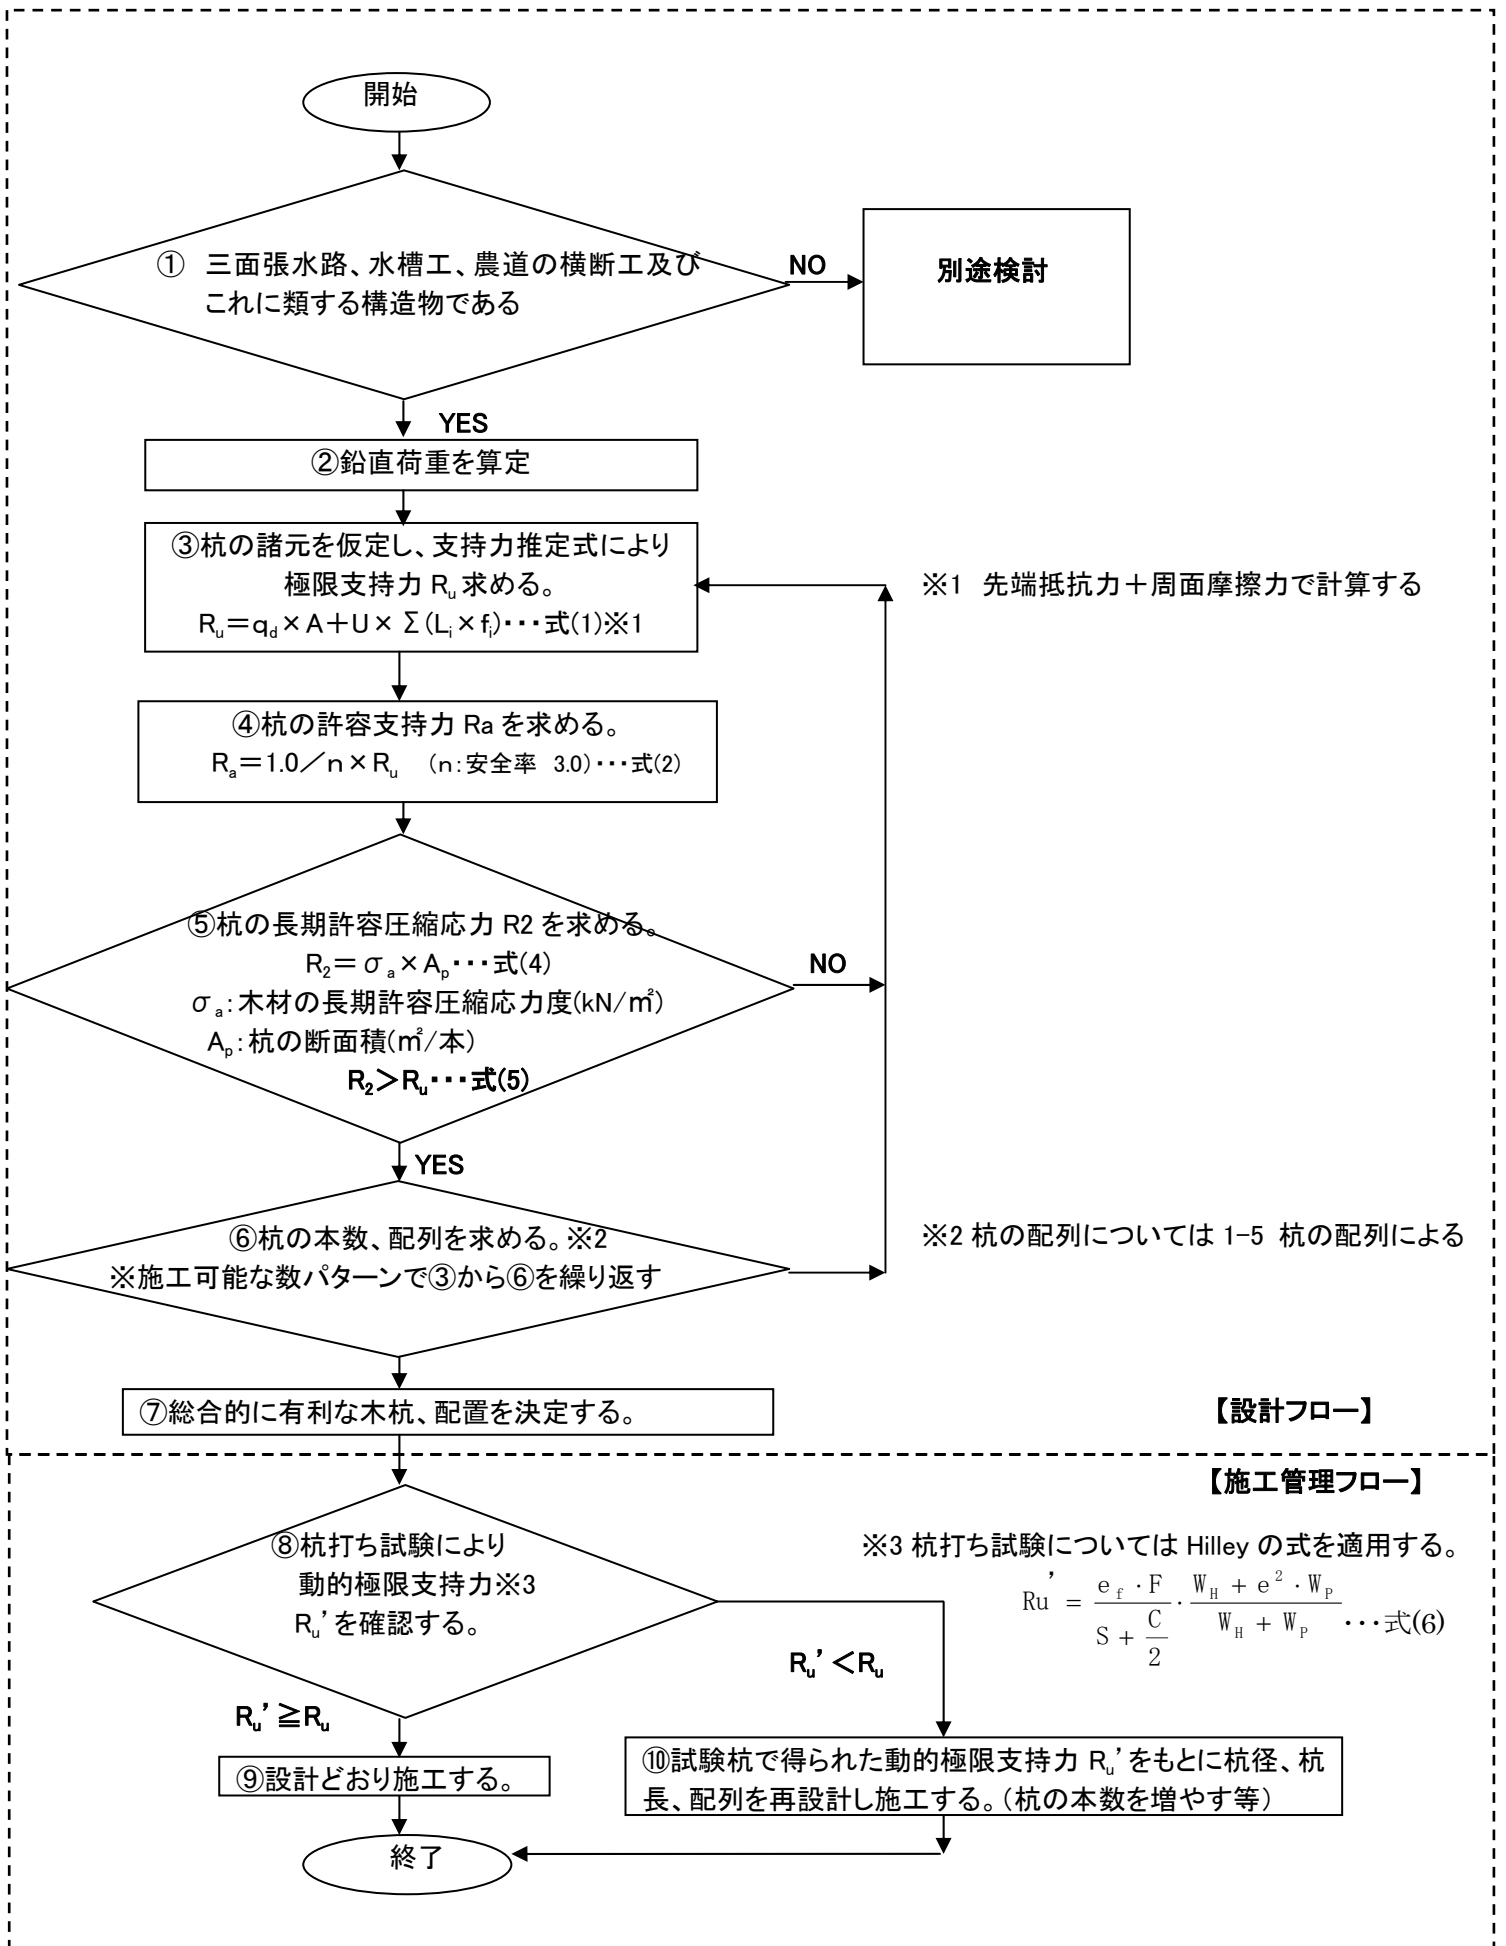 開始
① 三面張水路、水槽工、農道の横断工及び
これに類する構造物である
NO
別途検討
YES
②鉛直荷重を算定
③杭の諸元を仮定し、支持力推定式により
極限支持力 Ru 求める。
Ru＝qd×A＋U×Σ(Li×fi)・・・式(1)※1
※1 先端抵抗力＋周面摩擦力で計算する
④杭の許容支持力 Ra を求める。
Ra＝1.0／n×Ru （n：安全率 3.0）・・・式(2)
⑤杭の長期許容圧縮応力 R2 を求める。
R2＝σa×Ap・・・式(4)
σa：木材の長期許容圧縮応力度(kN/㎡)
Ap：杭の断面積(㎡/本)
R2＞Ru・・・式(5)
NO
YES
⑥杭の本数、配列を求める。※2
※施工可能な数パターンで③から⑥を繰り返す
※2 杭の配列については 1-5 杭の配列による
⑦総合的に有利な木杭、配置を決定する。
【設計フロー】
【施工管理フロー】
⑧杭打ち試験により
動的極限支持力※3
Ru’を確認する。
※3 杭打ち試験については Hilley の式を適用する。
Ru’ = (ef・F)/(S + C/2)・(WH + e²・WP)/(WH + WP) ・・・式(6)
Ru’＜Ru
Ru’≧Ru
⑨設計どおり施工する。
⑩試験杭で得られた動的極限支持力 Ru’をもとに杭径、杭
長、配列を再設計し施工する。（杭の本数を増やす等）
終了